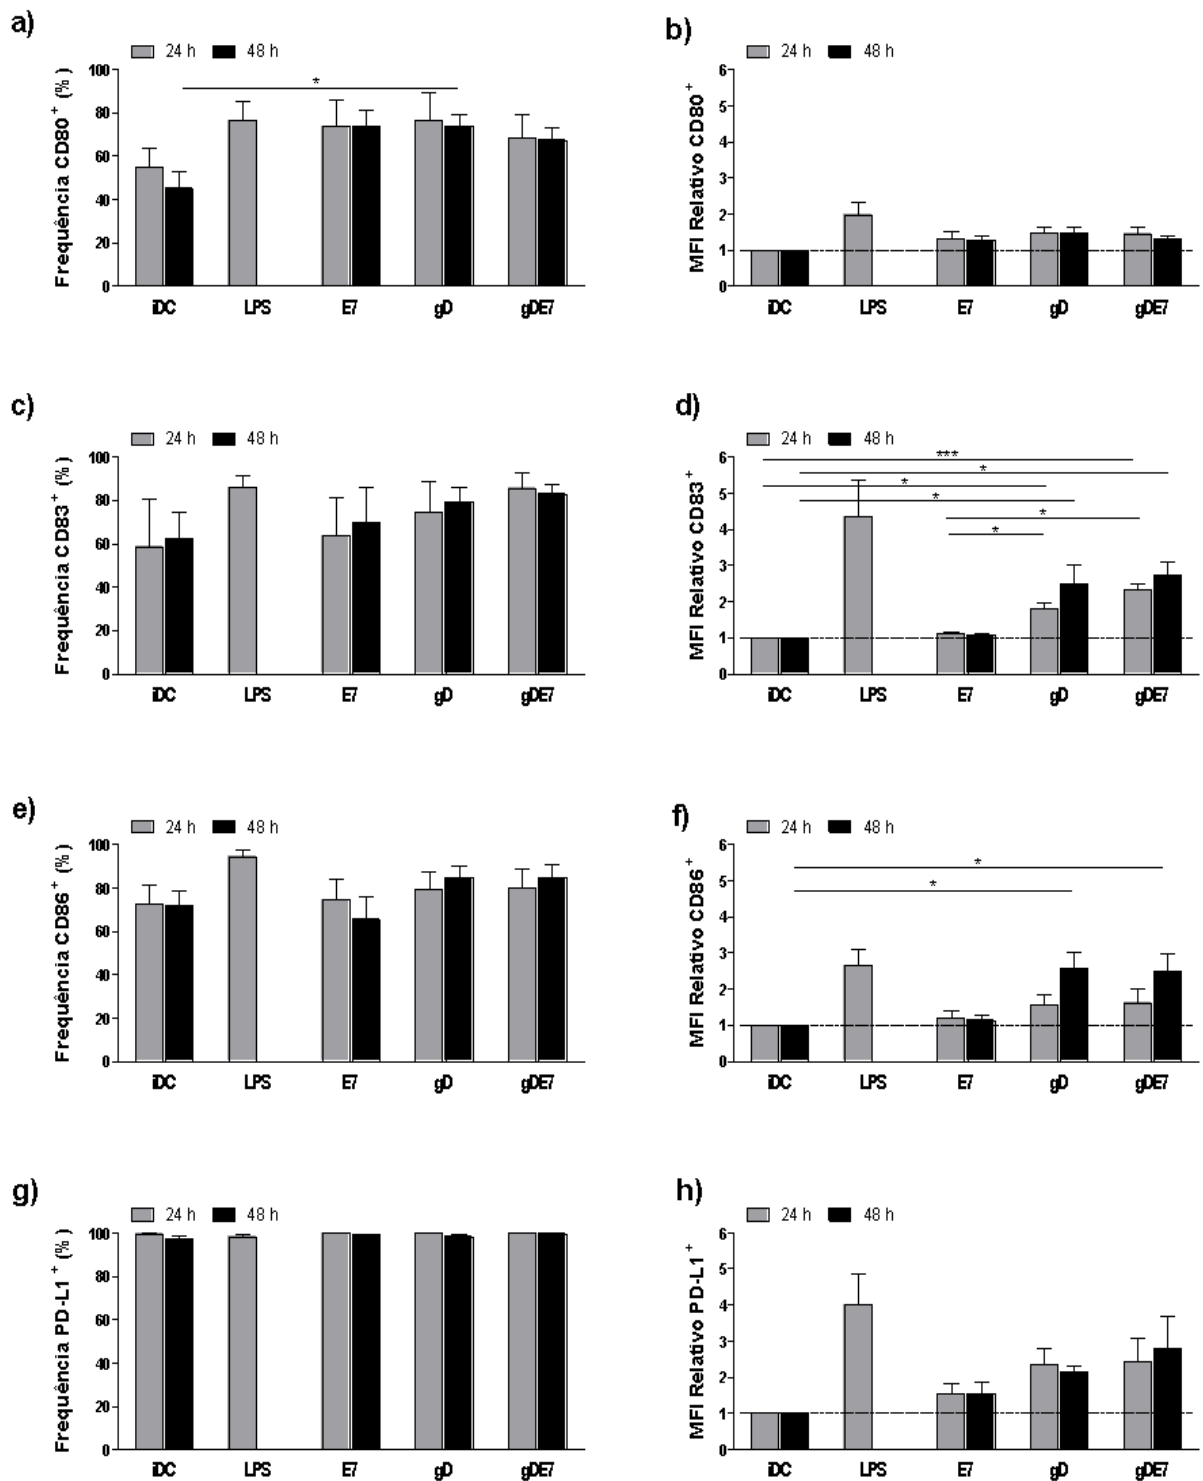 a)
24 h 48 h
Frequência CD80+ (%)
100
80
60
40
20
0
*
iDC LPS E7 gD gDE7
b)
24 h 48 h
MFI Relativo CD80+
6
5
4
3
2
1
0
iDC LPS E7 gD gDE7
c)
24 h 48 h
Frequência CD83+ (%)
100
80
60
40
20
0
iDC LPS E7 gD gDE7
d)
24 h 48 h
MFI Relativo CD83+
6
5
4
3
2
1
0
***
*
*
*
*
*
iDC LPS E7 gD gDE7
e)
24 h 48 h
Frequência CD86+ (%)
100
80
60
40
20
0
iDC LPS E7 gD gDE7
f)
24 h 48 h
MFI Relativo CD86+
6
5
4
3
2
1
0
*
*
iDC LPS E7 gD gDE7
g)
24 h 48 h
Frequência PD-L1+ (%)
100
80
60
40
20
0
iDC LPS E7 gD gDE7
h)
24 h 48 h
MFI Relativo PD-L1+
6
5
4
3
2
1
0
iDC LPS E7 gD gDE7